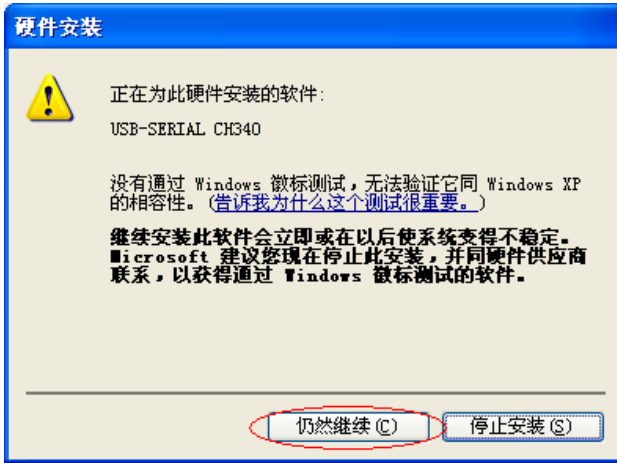 硬件安装
正在为此硬件安装的软件:
USB-SERIAL CH340
没有通过 Windows 徽标测试，无法验证它同 Windows XP
的相容性。(告诉我为什么这个测试很重要。)
继续安装此软件会立即或在以后使系统变得不稳定。
Microsoft 建议您现在停止此安装，并同硬件供应商
联系，以获得通过 Windows 徽标测试的软件。
仍然继续(C) 停止安装(S)